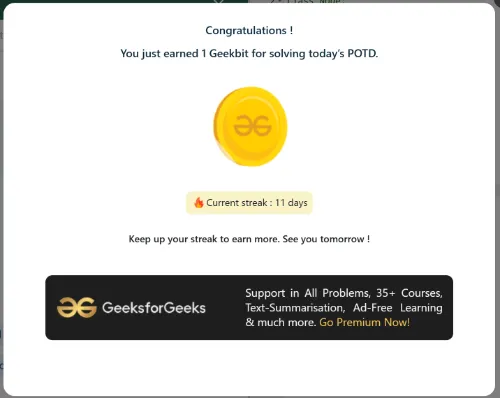 Congratulations !
You just earned 1 Geekbit for solving today's POTD.
Current streak : 11 days
Keep up your streak to earn more. See you tomorrow !
GeeksforGeeks
Support in All Problems, 35+ Courses,
Text-Summarisation, Ad-Free Learning
& much more. Go Premium Now!